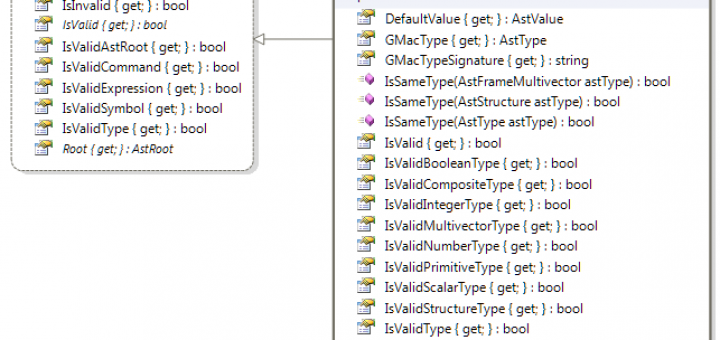 IsInvalid { get; } : bool
IsValid { get; } : bool
IsValidAstRoot { get; } : bool
IsValidCommand { get; } : bool
IsValidExpression { get; } : bool
IsValidSymbol { get; } : bool
IsValidType { get; } : bool
Root { get; } : AstRoot
DefaultValue { get; } : AstValue
GMacType { get; } : AstType
GMacTypeSignature { get; } : string
IsSameType(AstFrameMultivector astType) : bool
IsSameType(AstStructure astType) : bool
IsSameType(AstType astType) : bool
IsValid { get; } : bool
IsValidBooleanType { get; } : bool
IsValidCompositeType { get; } : bool
IsValidIntegerType { get; } : bool
IsValidMultivectorType { get; } : bool
IsValidNumberType { get; } : bool
IsValidPrimitiveType { get; } : bool
IsValidScalarType { get; } : bool
IsValidStructureType { get; } : bool
IsValidType { get; } : bool